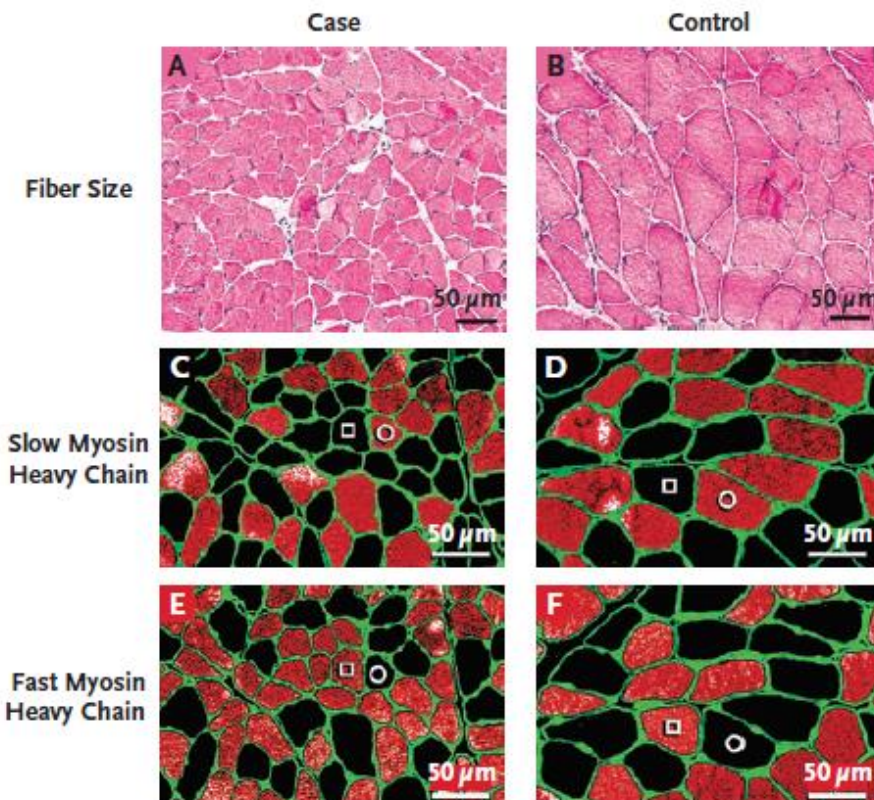 Case Control
A B
Fiber Size
50 µm 50 µm
C D
Slow Myosin
Heavy Chain
50 µm 50 µm
E F
Fast Myosin
Heavy Chain
50 µm 50 µm